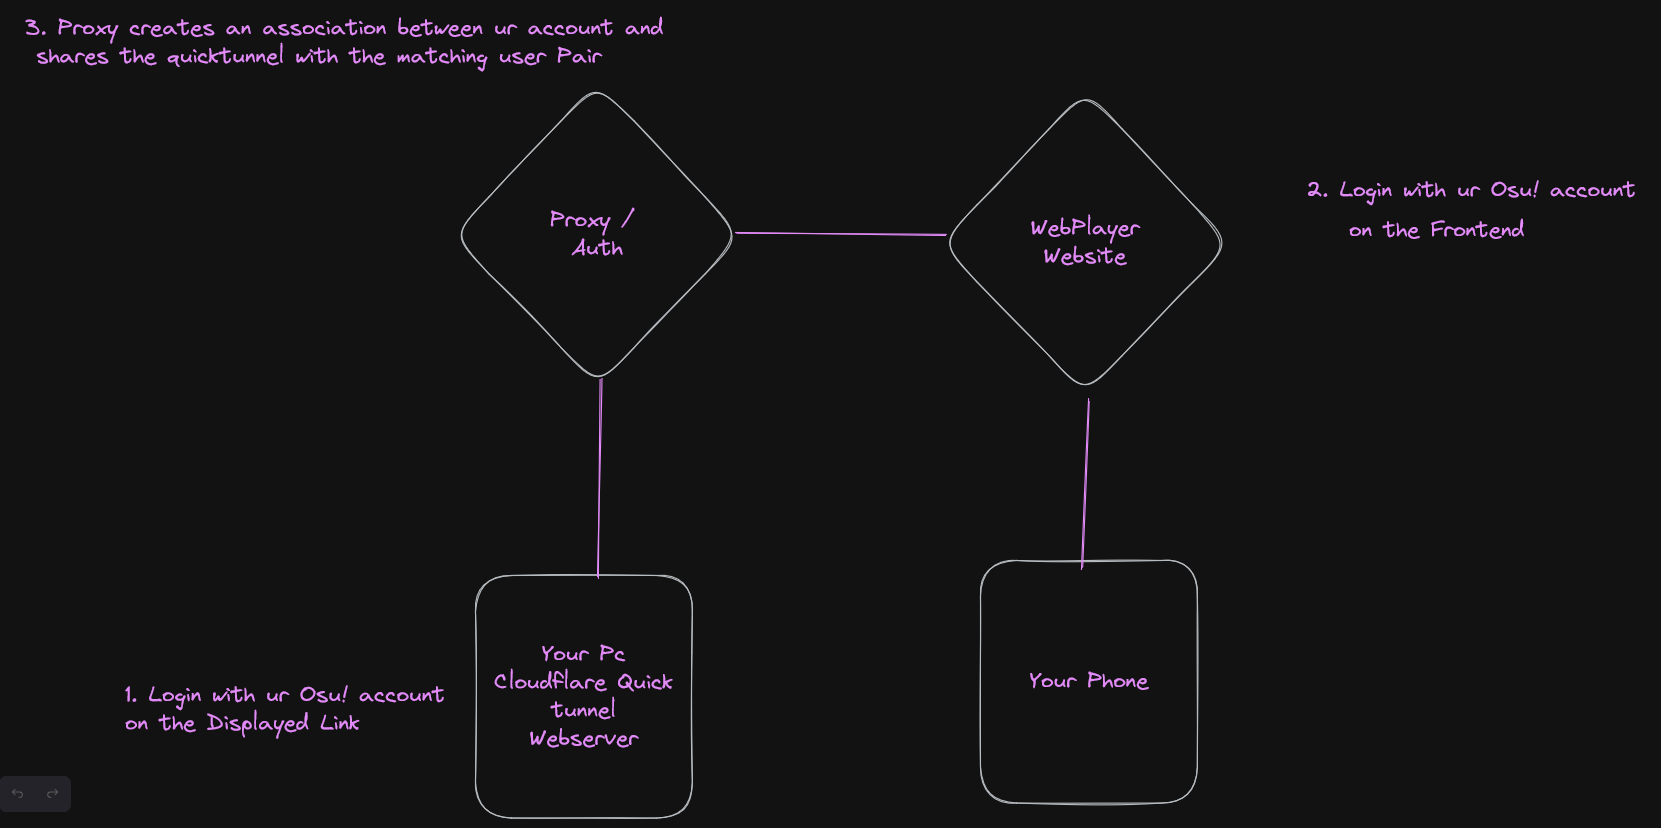 3. Proxy creates an association between ur account and
shares the quicktunnel with the matching user Pair
Proxy /
Auth
WebPlayer
Website
2. Login with ur Osu! account
on the Frontend
Your Pc
Cloudflare Quick
tunnel
Webserver
Your Phone
1. Login with ur Osu! account
on the Displayed Link